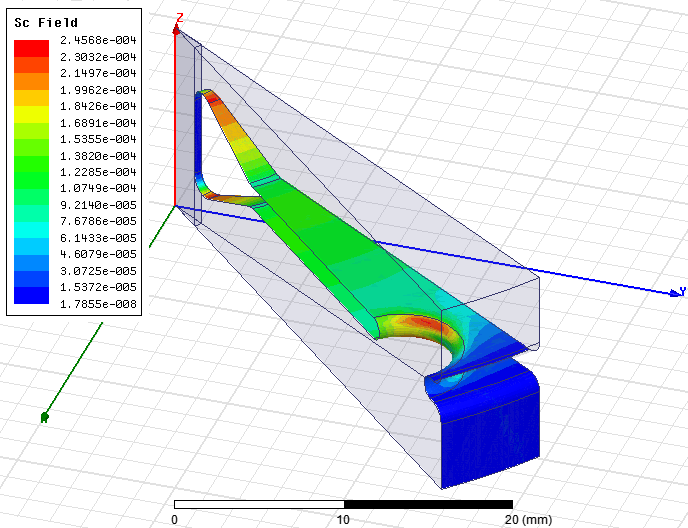 Sc Field
2.4568e-004
2.3032e-004
2.1497e-004
1.9962e-004
1.8426e-004
1.6891e-004
1.5355e-004
1.3820e-004
1.2285e-004
1.0749e-004
9.2140e-005
7.6786e-005
6.1433e-005
4.6079e-005
3.0725e-005
1.5372e-005
1.7855e-008
Z
Y
0 10 20 (mm)